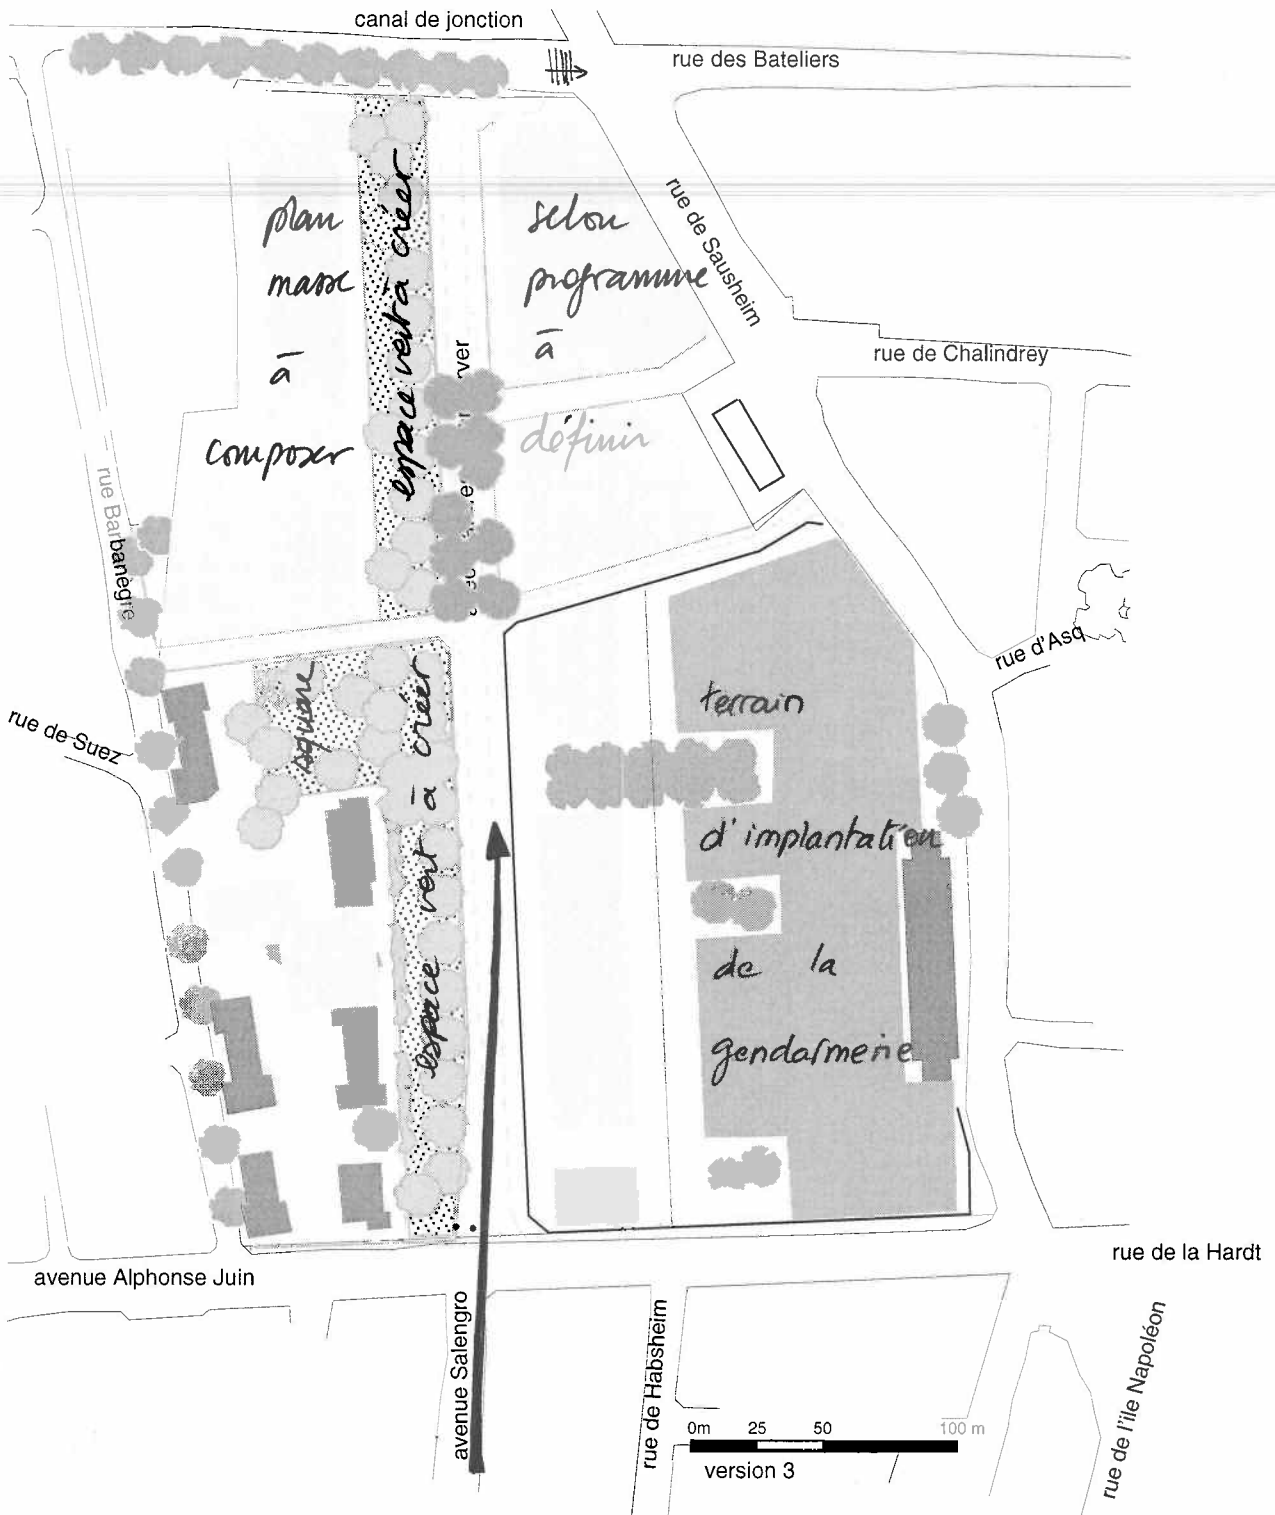 canal de jonction
rue des Bateliers
plan
masse
à
composer
espace vert à créer
selon
programme
à
définir
rue de Sausheim
rue de Chalindrey
rver
rue Barbanègre
rue d'Asq
rue de Suez
square
espace vert à créer
terrain
d'implantation
de la
gendarmerie
rue de la Hardt
avenue Alphonse Juin
avenue Salengro
rue de Habsheim
rue de l'ile Napoléon
0m 25 50 100 m
version 3